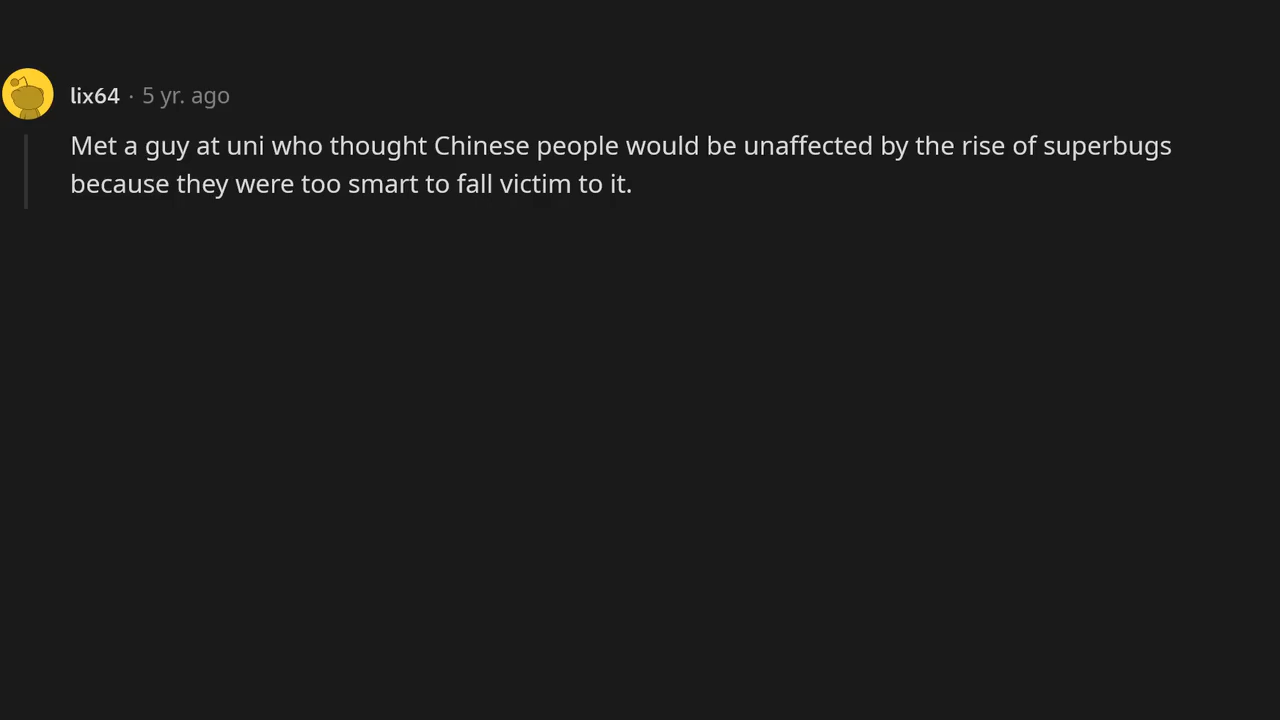 lix64 · 5 yr. ago
Met a guy at uni who thought Chinese people would be unaffected by the rise of superbugs
because they were too smart to fall victim to it.